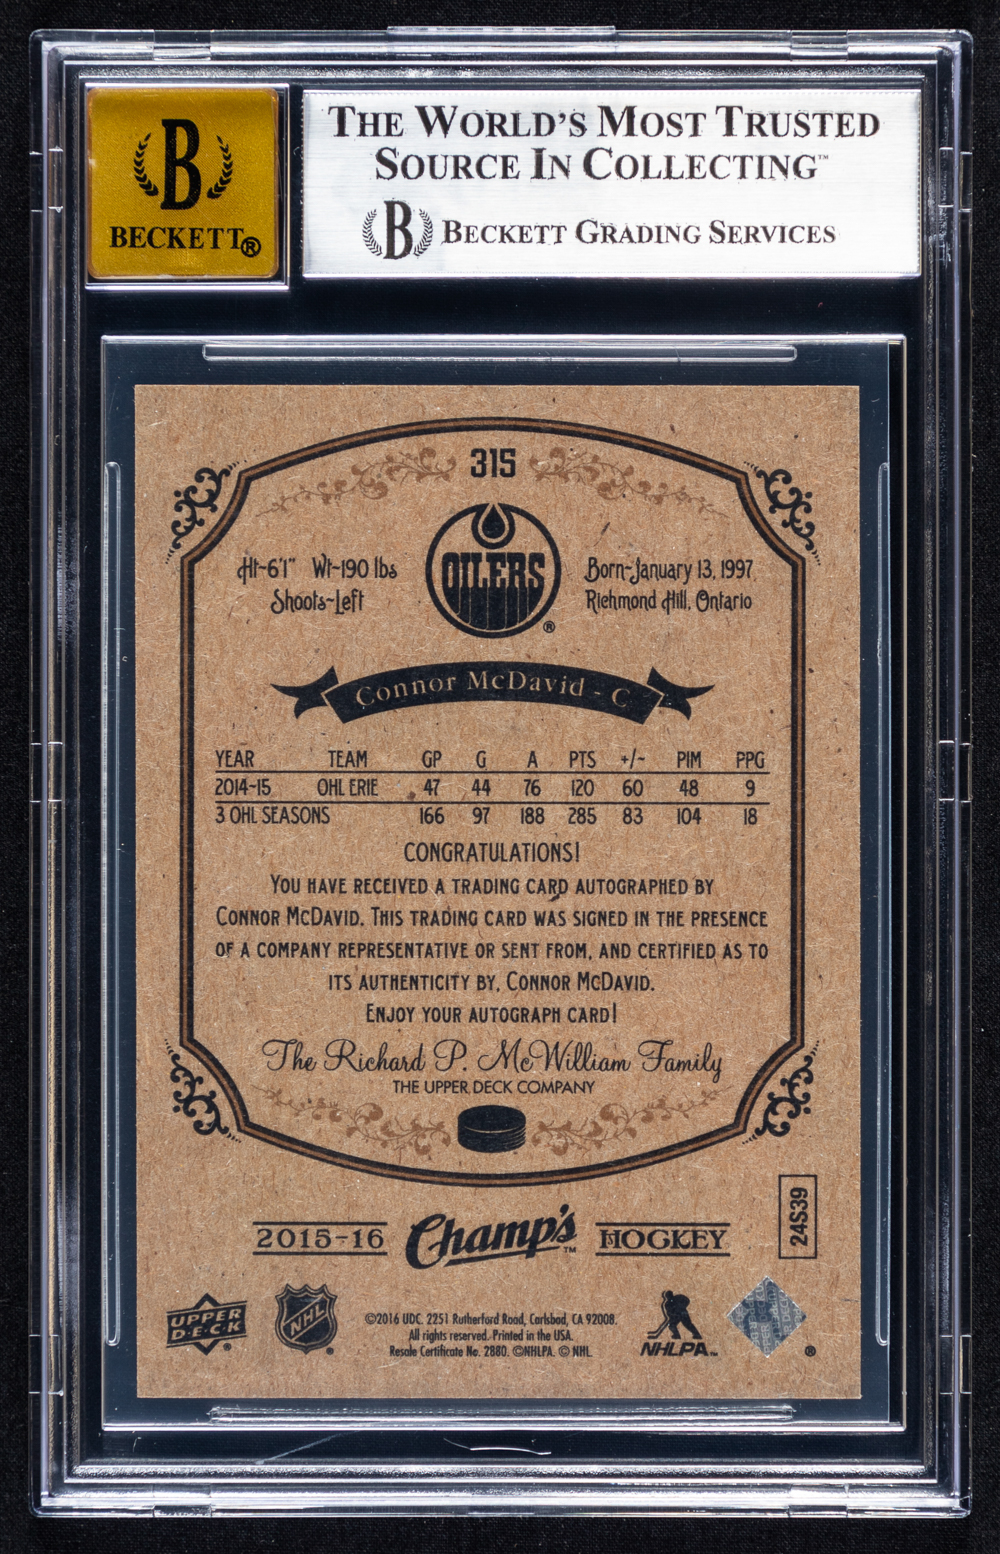 B
BECKETT®
THE WORLD'S MOST TRUSTED
SOURCE IN COLLECTING™
B BECKETT GRADING SERVICES
315
OILERS
®
Ht-6'1" Wt-190 lbs
Shoots-Left
Born-January 13, 1997
Richmond Hill, Ontario
Connor McDavid - C
YEAR TEAM GP G A PTS +/- PIM PPG
2014-15 OHL ERIE 47 44 76 120 60 48 9
3 OHL SEASONS 166 97 188 285 83 104 18
CONGRATULATIONS!
YOU HAVE RECEIVED A TRADING CARD AUTOGRAPHED BY
CONNOR MCDAVID. THIS TRADING CARD WAS SIGNED IN THE PRESENCE
OF A COMPANY REPRESENTATIVE OR SENT FROM, AND CERTIFIED AS TO
ITS AUTHENTICITY BY, CONNOR MCDAVID.
ENJOY YOUR AUTOGRAPH CARD!
The Richard P. McWilliam Family
THE UPPER DECK COMPANY
24S39
2015-16 Champ's™ HOCKEY
UPPER DECK®
NHL®
©2016 UDC. 2251 Rutherford Road, Carlsbad, CA 92008.
All rights reserved. Printed in the USA.
Resale Certificate No. 2880. ©NHLPA. © NHL
NHLPA™
®